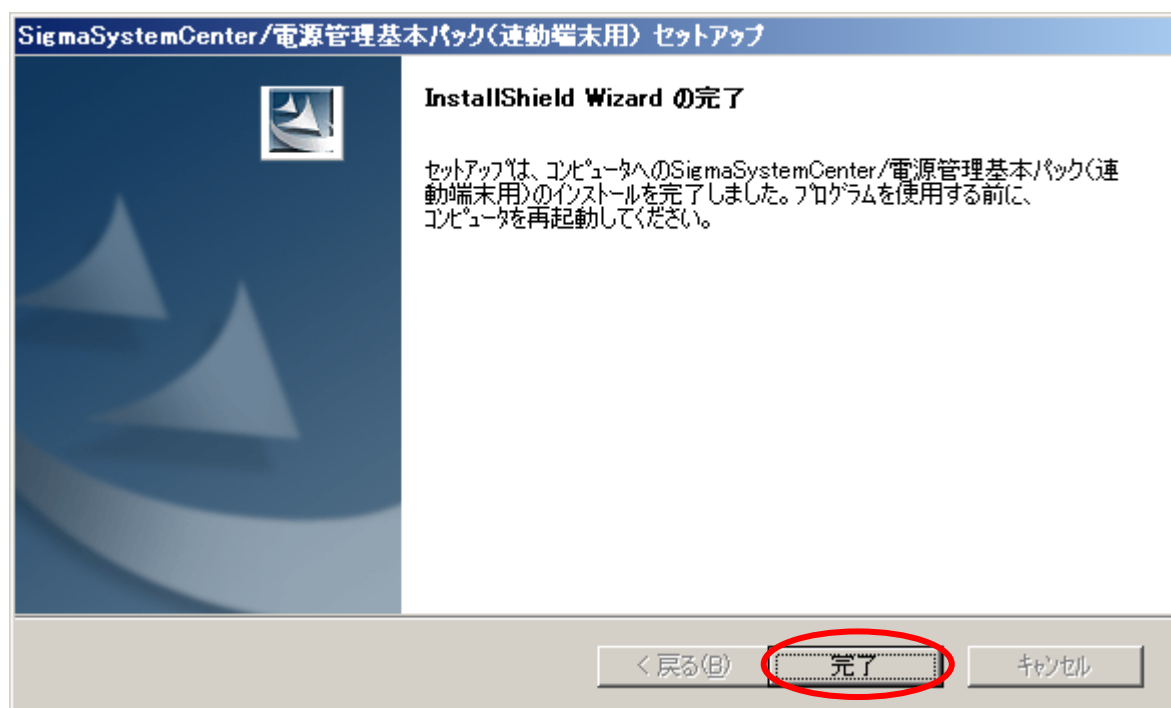 SigmaSystemCenter/電源管理基本パック(連動端末用) セットアップ
InstallShield Wizard の完了
セットアップは、コンピュータへのSigmaSystemCenter/電源管理基本パック(連
動端末用)のインストールを完了しました。プログラムを使用する前に、
コンピュータを再起動してください。
< 戻る(B)
完了
キャンセル